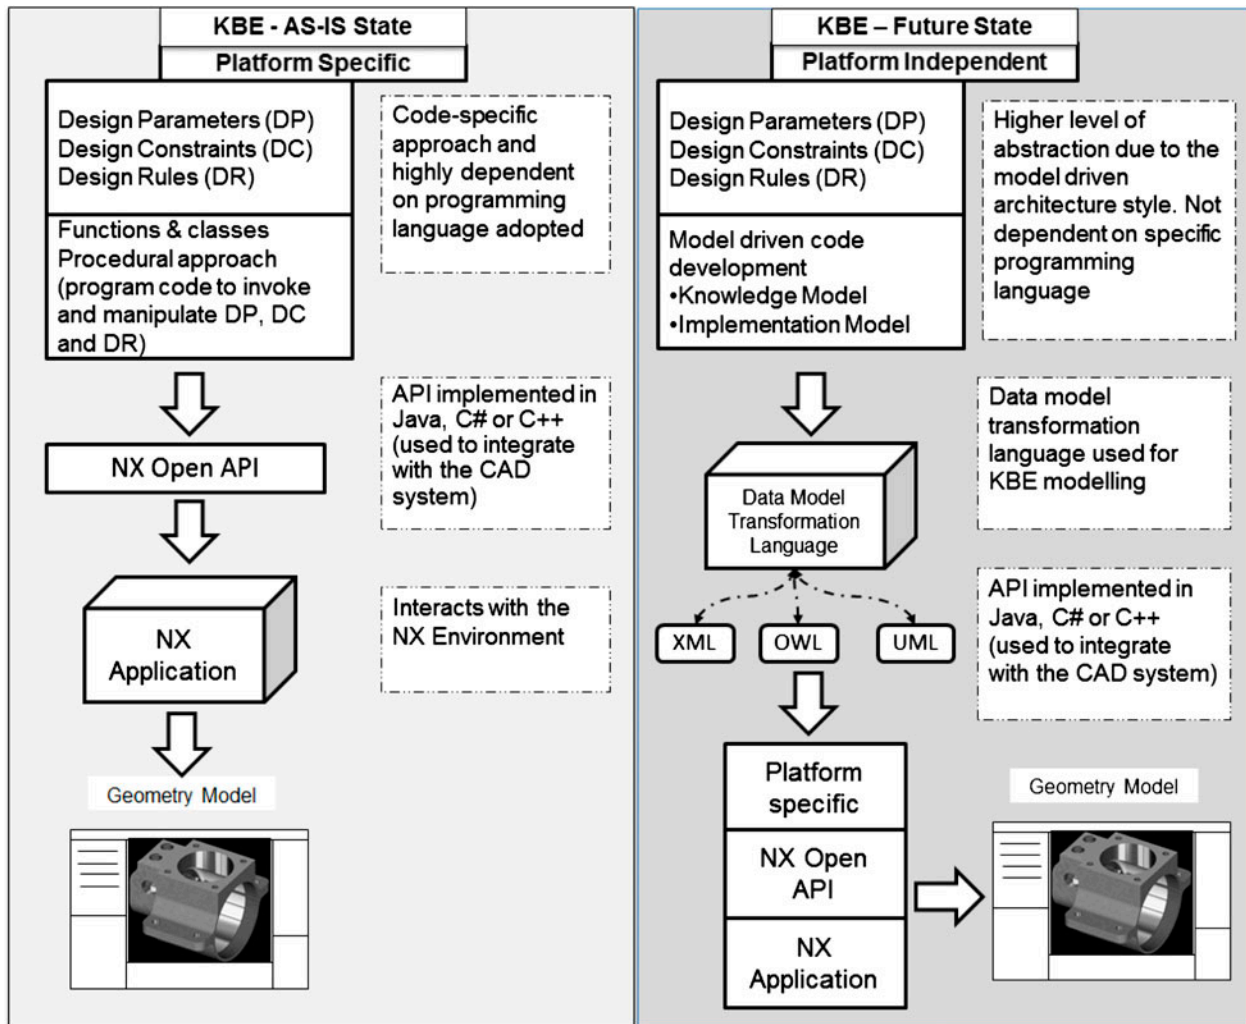 KBE - AS-IS State
Platform Specific
Design Parameters (DP)
Design Constraints (DC)
Design Rules (DR)
Functions & classes
Procedural approach
(program code to invoke
and manipulate DP, DC
and DR)
Code-specific
approach and
highly dependent
on programming
language adopted
NX Open API
API implemented in
Java, C# or C++
(used to integrate
with the CAD
system)
NX
Application
Interacts with the
NX Environment
Geometry Model
KBE – Future State
Platform Independent
Design Parameters (DP)
Design Constraints (DC)
Design Rules (DR)
Model driven code
development
•Knowledge Model
•Implementation Model
Higher level of
abstraction due to the
model driven
architecture style. Not
dependent on specific
programming
language
Data Model
Transformation
Language
Data model
transformation
language used for
KBE modelling
XML
OWL
UML
API implemented in
Java, C# or C++
(used to integrate
with the CAD system)
Platform
specific
NX Open
API
NX
Application
Geometry Model